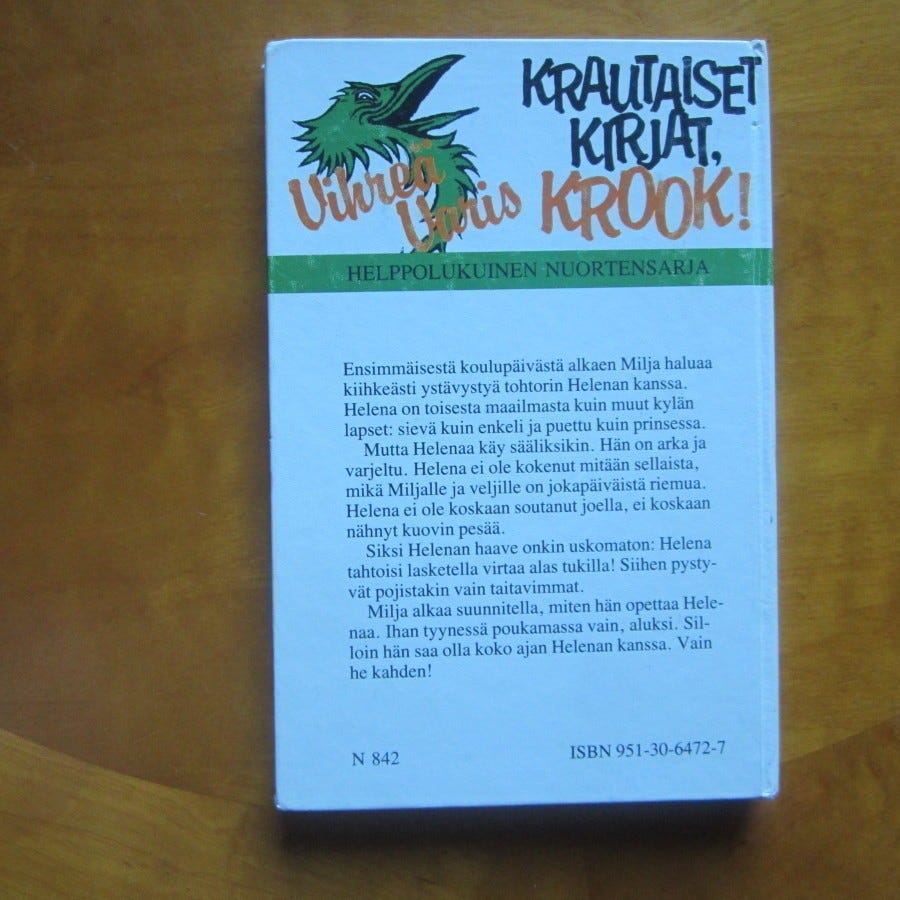 KRAUTAISET
KIRJAT,
KROOK!
Vihreä
Varis
HELPPOLUKUINEN NUORTENSARJA
Ensimmäisestä koulupäivästä alkaen Milja haluaa
kiihkeästi ystävystyä tohtorin Helenan kanssa.
Helena on toisesta maailmasta kuin muut kylän
lapset: sievä kuin enkeli ja puettu kuin prinsessa.
Mutta Helenaa käy sääliksikin. Hän on arka ja
varjeltu. Helena ei ole kokenut mitään sellaista,
mikä Miljalle ja veljille on jokapäiväistä riemua.
Helena ei ole koskaan soutanut joella, ei koskaan
nähnyt kuovin pesää.
Siksi Helenan haave onkin uskomaton: Helena
tahtoisi lasketella virtaa alas tukilla! Siihen pysty-
vät pojistakin vain taitavimmat.
Milja alkaa suunnitella, miten hän opettaa Hele-
naa. Ihan tyynessä poukamassa vain, aluksi. Sil-
loin hän saa olla koko ajan Helenan kanssa. Vain
he kahden!
N 842
ISBN 951-30-6472-7